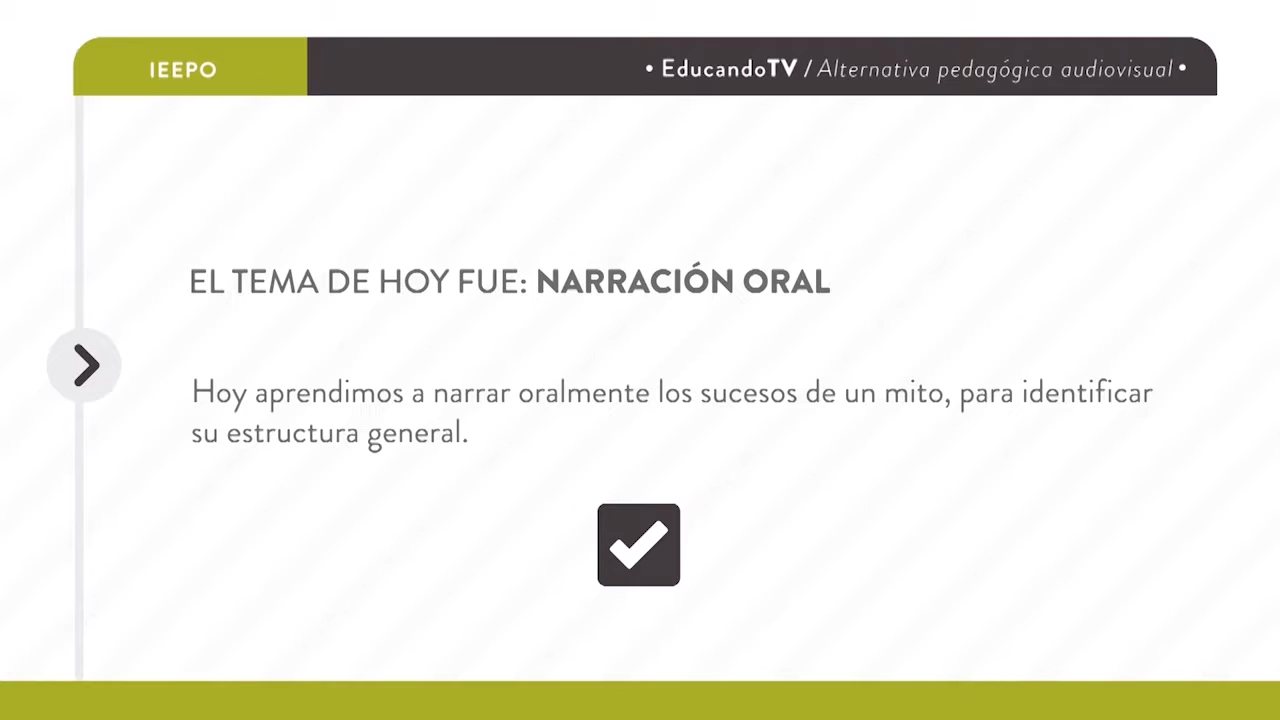 IEEPO
• EducandoTV / Alternativa pedagógica audiovisual •
EL TEMA DE HOY FUE: NARRACIÓN ORAL
Hoy aprendimos a narrar oralmente los sucesos de un mito, para identificar
su estructura general.